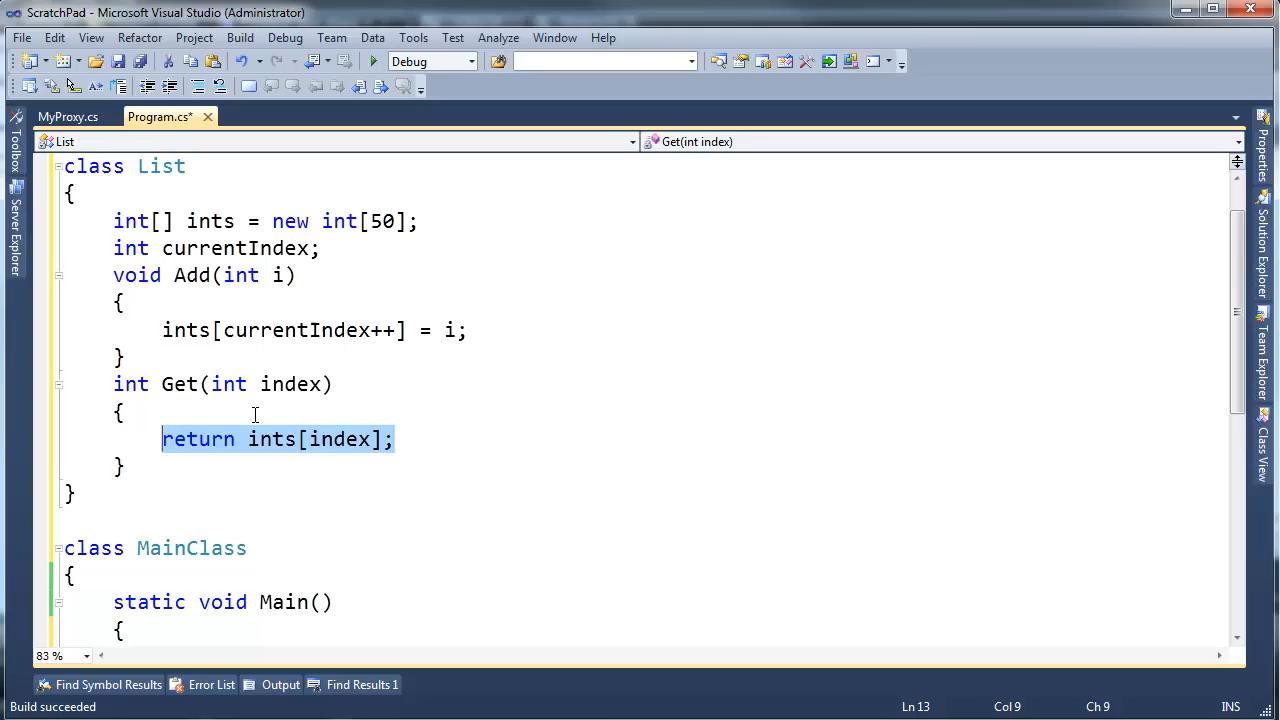 ScratchPad - Microsoft Visual Studio (Administrator)
File Edit View Refactor Project Build Debug Team Data Tools Test Analyze Window Help
Debug
MyProxy.cs Program.cs*
List Get(int index)
class List
{
int[] ints = new int[50];
int currentIndex;
void Add(int i)
{
ints[currentIndex++] = i;
}
int Get(int index)
{
return ints[index];
}
}
class MainClass
{
static void Main()
{
83 %
Find Symbol Results Error List Output Find Results 1
Build succeeded Ln 13 Col 9 Ch 9 INS
Toolbox
Server Explorer
Properties
Solution Explorer
Team Explorer
Class View